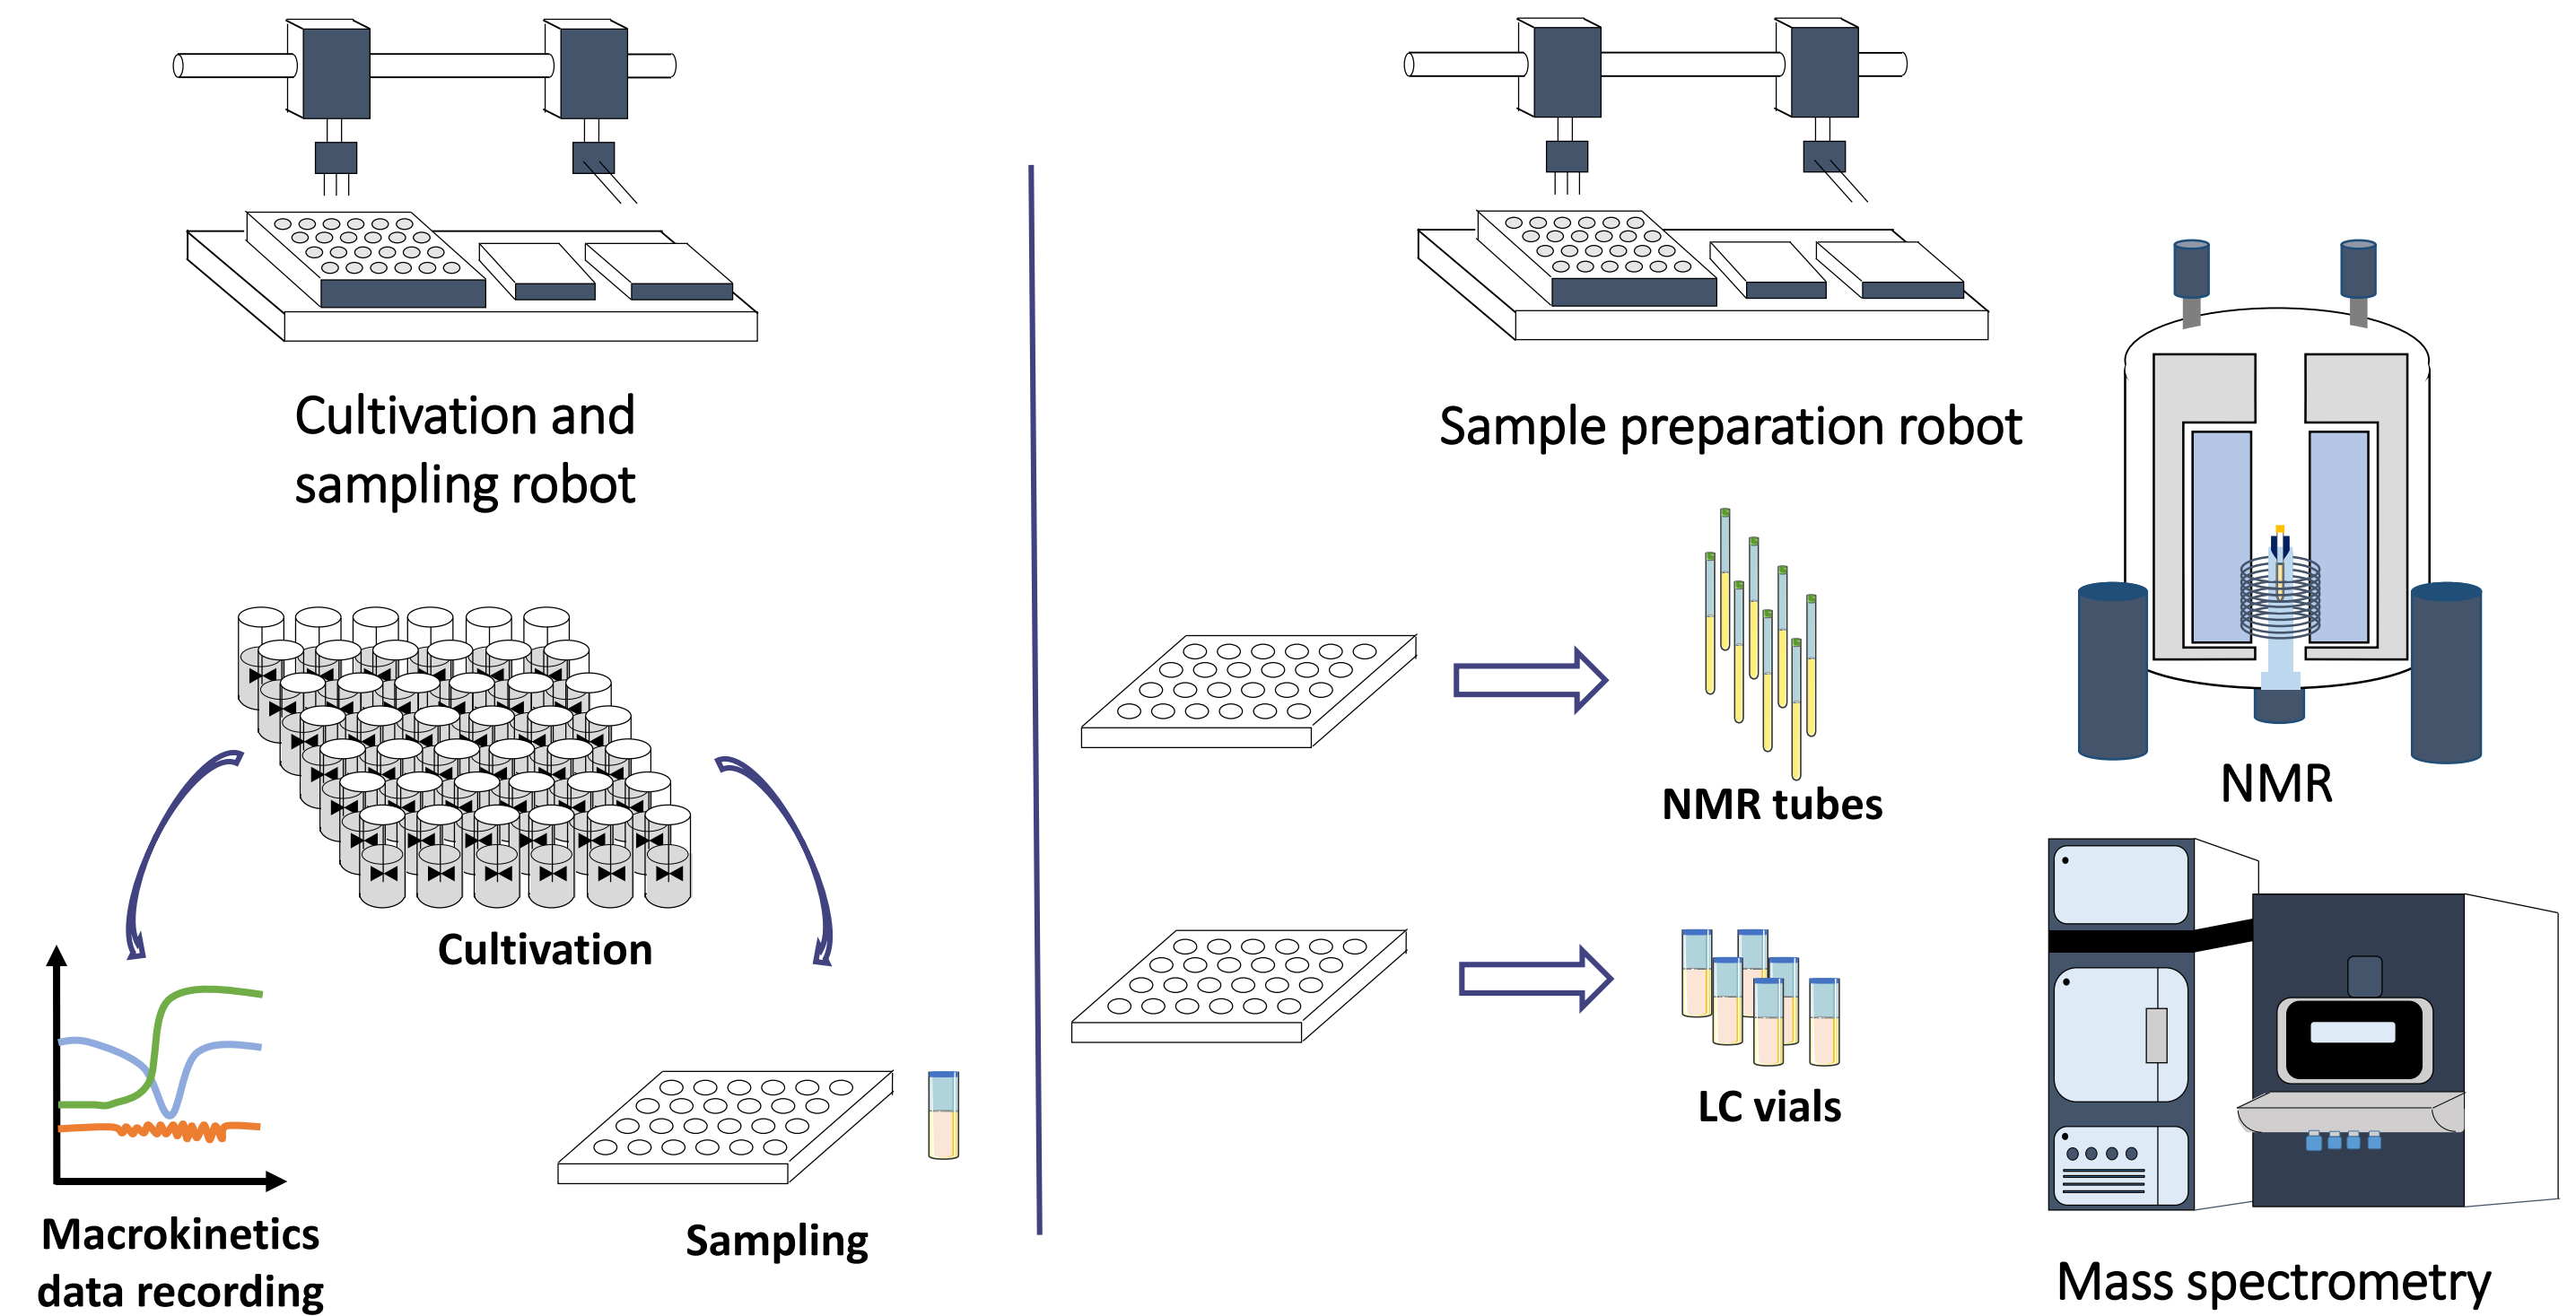 Cultivation and
sampling robot
Cultivation
Macrokinetics
data recording
Sampling
Sample preparation robot
NMR tubes
NMR
LC vials
Mass spectrometry